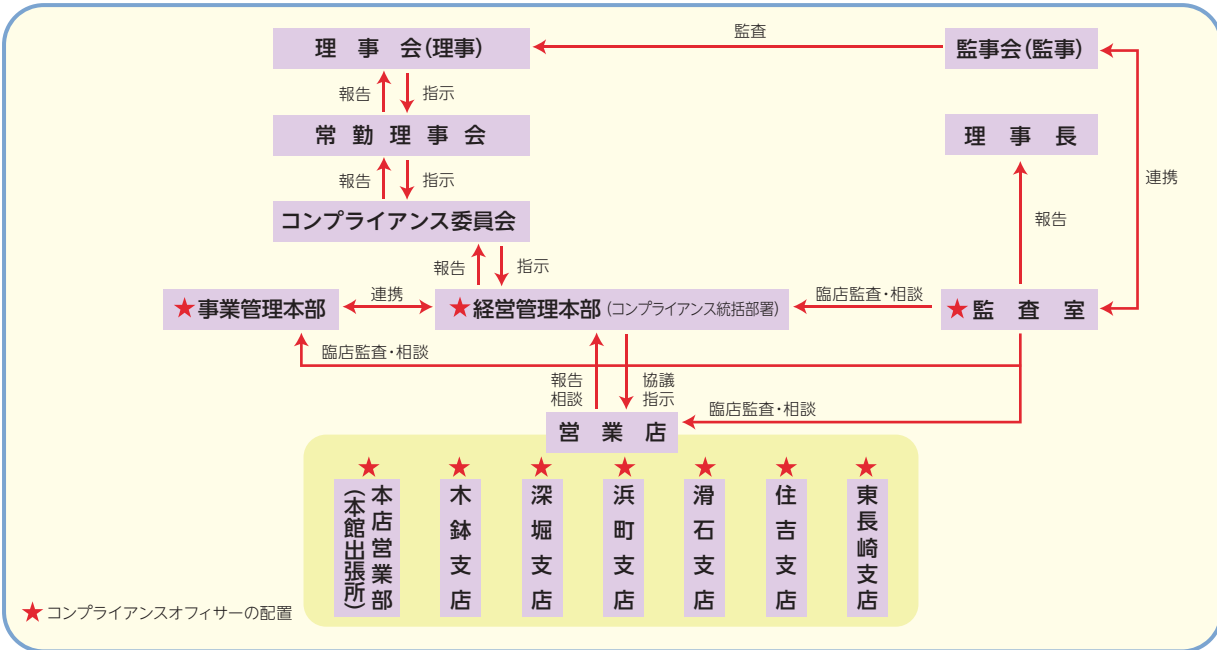 理事会(理事)
監査
監事会(監事)
報告
指示
常勤理事会
理事長
報告
指示
連携
コンプライアンス委員会
報告
報告
指示
★事業管理本部
連携
★経営管理本部(コンプライアンス統括部署)
臨店監査・相談
★監査室
臨店監査・相談
報告
相談
協議
指示
臨店監査・相談
営業店
★
★
★
★
★
★
★
本店営業部
(本館出張所)
木鉢支店
深堀支店
浜町支店
滑石支店
住吉支店
東長崎支店
★コンプライアンスオフィサーの配置